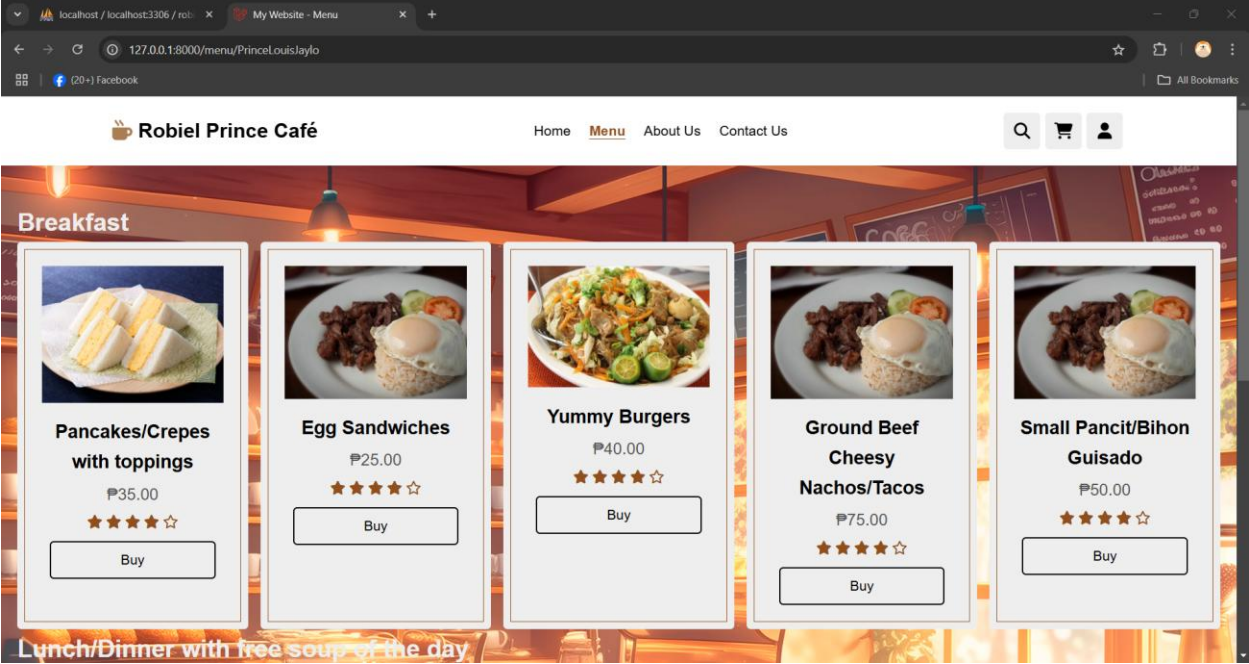 localhost / localhost:3306 / rob
My Website - Menu
127.0.0.1:8000/menu/PrinceLouisJaylo
(20+) Facebook
All Bookmarks
Robiel Prince Café
Home Menu About Us Contact Us
Breakfast
Pancakes/Crepes
with toppings
₱35.00
Buy
Egg Sandwiches
₱25.00
Buy
Yummy Burgers
₱40.00
Buy
Ground Beef
Cheesy
Nachos/Tacos
₱75.00
Buy
Small Pancit/Bihon
Guisado
₱50.00
Buy
Lunch/Dinner with free soup of the day